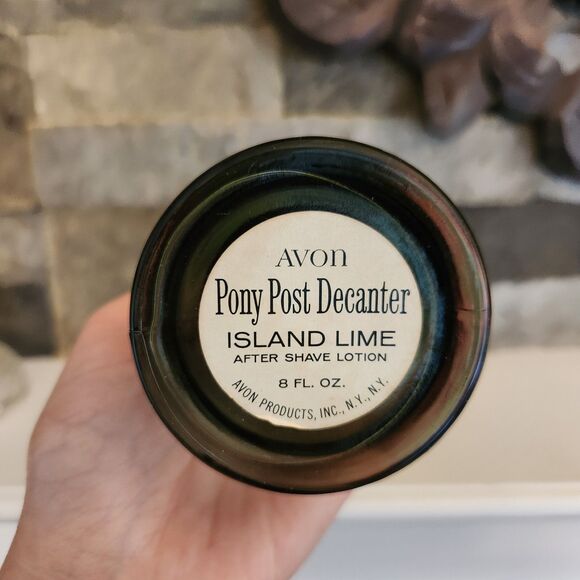 AVON
Pony Post Decanter
ISLAND LIME
AFTER SHAVE LOTION
8 FL. OZ.
AVON PRODUCTS, INC., N.Y., N.Y.